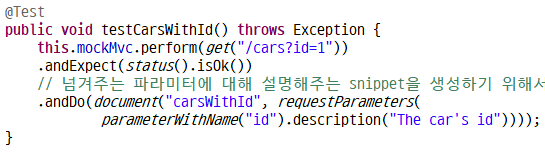 @Test
public void testCarsWithId() throws Exception {
    this.mockMvc.perform(get("/cars?id=1"))
    .andExpect(status().isOk())
    // 넘겨주는 파라미터에 대해 설명해주는 snippet을 생성하기 위해서
    .andDo(document("carsWithId", requestParameters(
            parameterWithName("id").description("The car's id"))));
}